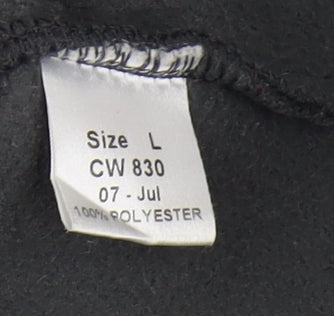 Size L
CW 830
07 - Jul
100% POLYESTER